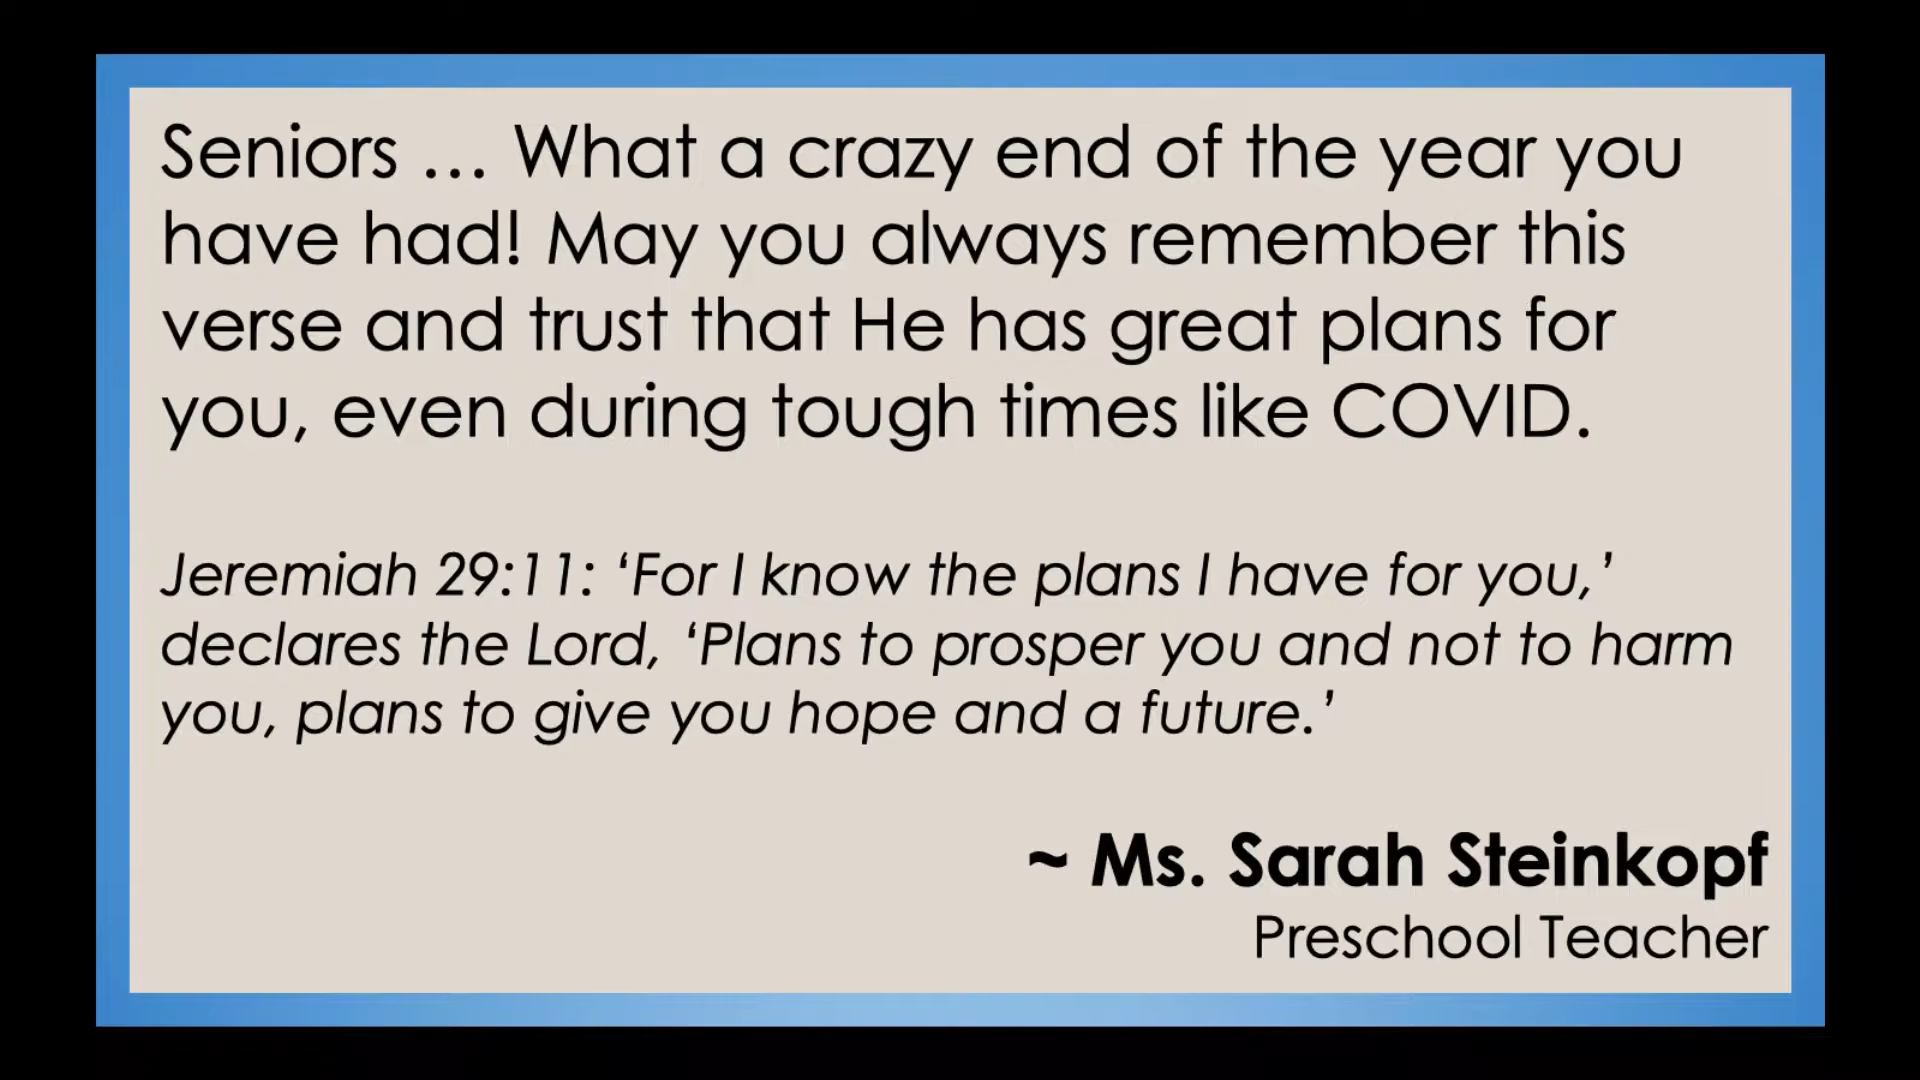 Seniors … What a crazy end of the year you
have had! May you always remember this
verse and trust that He has great plans for
you, even during tough times like COVID.
Jeremiah 29:11: ‘For I know the plans I have for you,’
declares the Lord, ‘Plans to prosper you and not to harm
you, plans to give you hope and a future.’
~ Ms. Sarah Steinkopf
Preschool Teacher